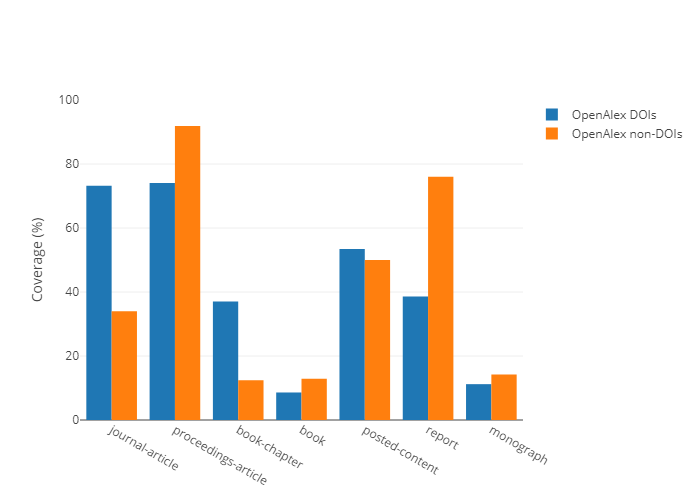 100
80
60
40
20
0
Coverage (%)
journal-article
proceedings-article
book-chapter
book
posted-content
report
monograph
OpenAlex DOIs
OpenAlex non-DOIs